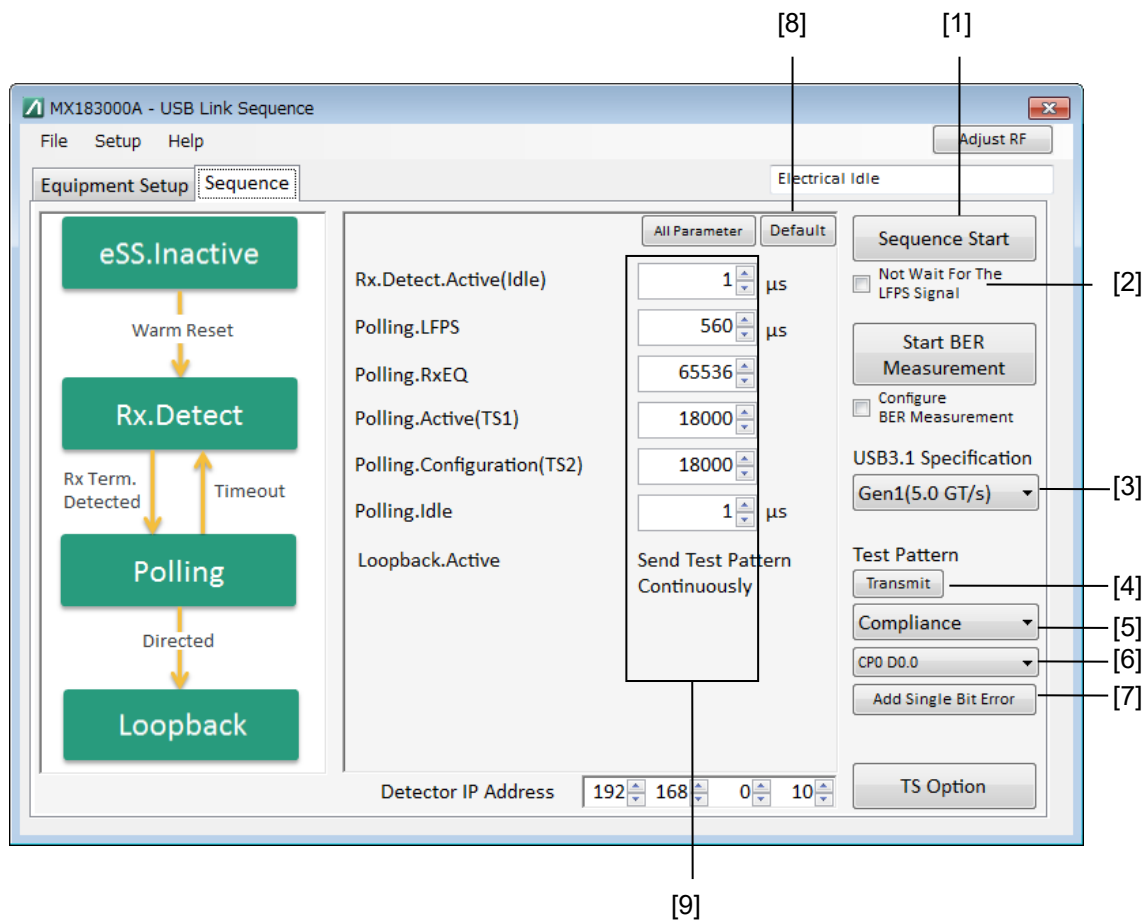 [8]
[1]
MX183000A - USB Link Sequence
File Setup Help
Adjust RF
Equipment Setup Sequence
Electrical Idle
All Parameter Default
Sequence Start
eSS.Inactive
Not Wait For The
LFPS Signal
[2]
Rx.Detect.Active(Idle) 1 µs
Warm Reset
Polling.LFPS 560 µs
Start BER
Measurement
Polling.RxEQ 65536
Rx.Detect
Configure
BER Measurement
Polling.Active(TS1) 18000
Polling.Configuration(TS2) 18000
USB3.1 Specification
Rx Term.
Detected
Timeout
Gen1(5.0 GT/s)
[3]
Polling.Idle 1 µs
Polling
Loopback.Active
Send Test Pattern
Continuously
Test Pattern
Transmit
[4]
Compliance
[5]
Directed
CP0 D0.0
[6]
Add Single Bit Error
[7]
Loopback
Detector IP Address 192 168 0 10
TS Option
[9]